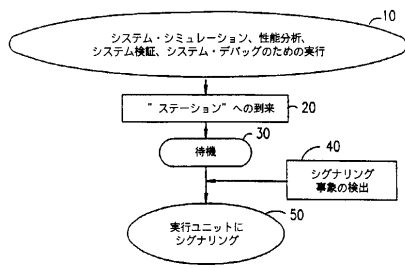 10
システム・シミュレーション、性能分析、
システム検証、システム・デバッグのための実行
"ステーション"への到来
20
30
待機
40
シグナリング
事象の検出
50
実行ユニットに
シグナリング